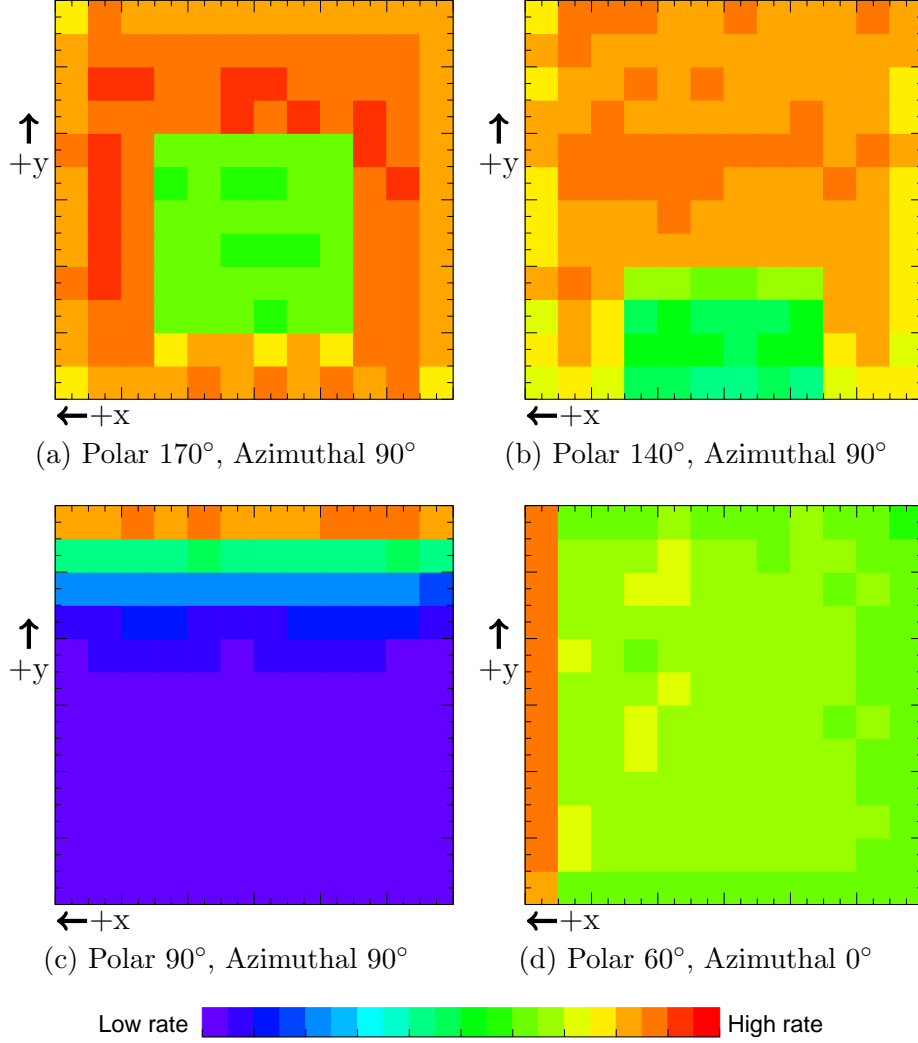 +y
+y
+x
+x
(a) Polar 170°, Azimuthal 90°
(b) Polar 140°, Azimuthal 90°
+y
+y
+x
+x
(c) Polar 90°, Azimuthal 90°
(d) Polar 60°, Azimuthal 0°
Low rate
High rate